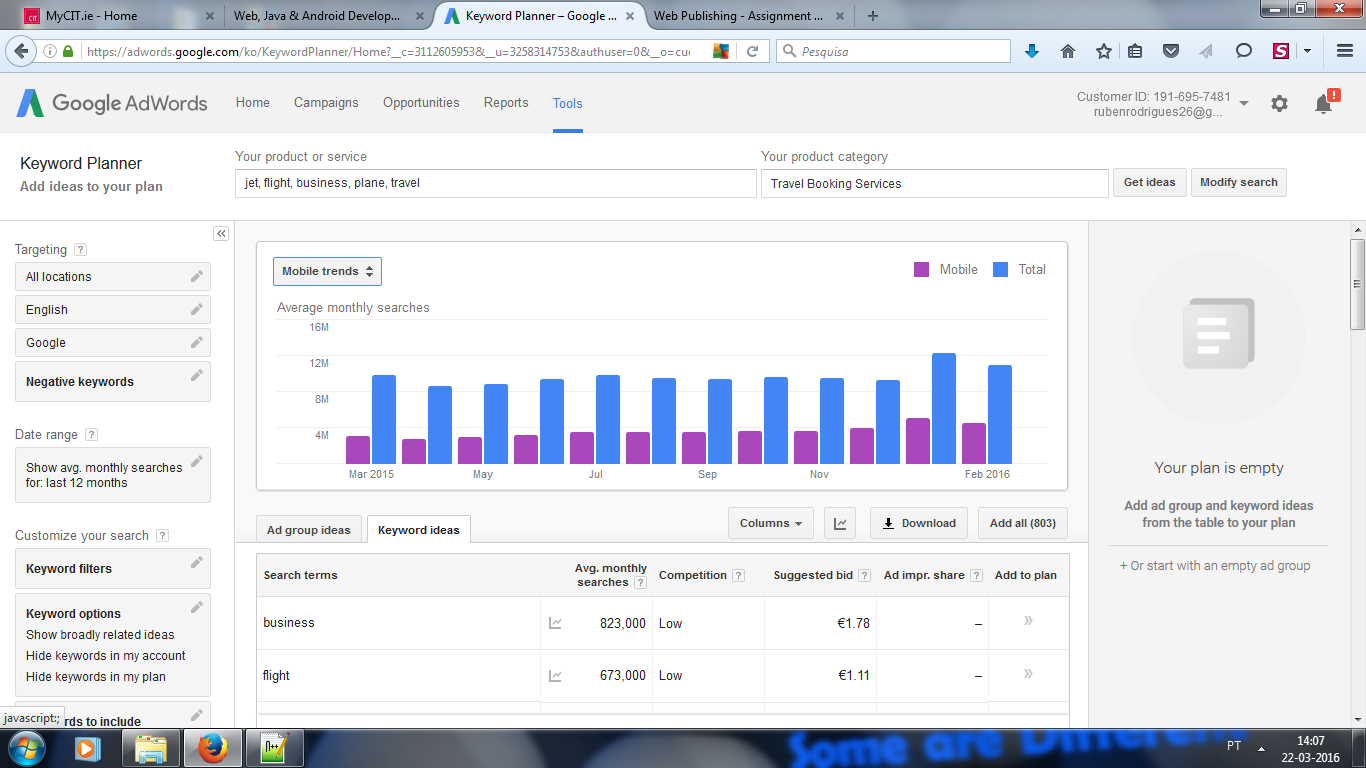 MyCIT.ie - Home
Web, Java & Android Develop...
Keyword Planner – Google ...
Web Publishing - Assignment ...
https://adwords.google.com/ko/KeywordPlanner/Home?__c=3112605953&__u=3258314753&authuser=0&__o=cue
Pesquisa
Google AdWords
Home
Campaigns
Opportunities
Reports
Tools
Customer ID: 191-695-7481
rubenrodrigues26@g...
Keyword Planner
Add ideas to your plan
Your product or service
jet, flight, business, plane, travel
Your product category
Travel Booking Services
Get ideas
Modify search
Targeting ?
All locations
English
Google
Negative keywords
Date range ?
Show avg. monthly searches
for: last 12 months
Customize your search ?
Keyword filters
Keyword options
Show broadly related ideas
Hide keywords in my account
Hide keywords in my plan
rds to include
javascript:;
Mobile trends
Mobile
Total
Average monthly searches
16M
12M
8M
4M
Mar 2015
May
Jul
Sep
Nov
Feb 2016
Ad group ideas
Keyword ideas
Columns
Download
Add all (803)
Search terms
Avg. monthly
searches ?
Competition ?
Suggested bid ?
Ad impr. share ?
Add to plan
business 823,000 Low €1.78 – »
flight 673,000 Low €1.11 – »
Your plan is empty
Add ad group and keyword ideas
from the table to your plan
+ Or start with an empty ad group
Some are Differen
PT
14:07
22-03-2016